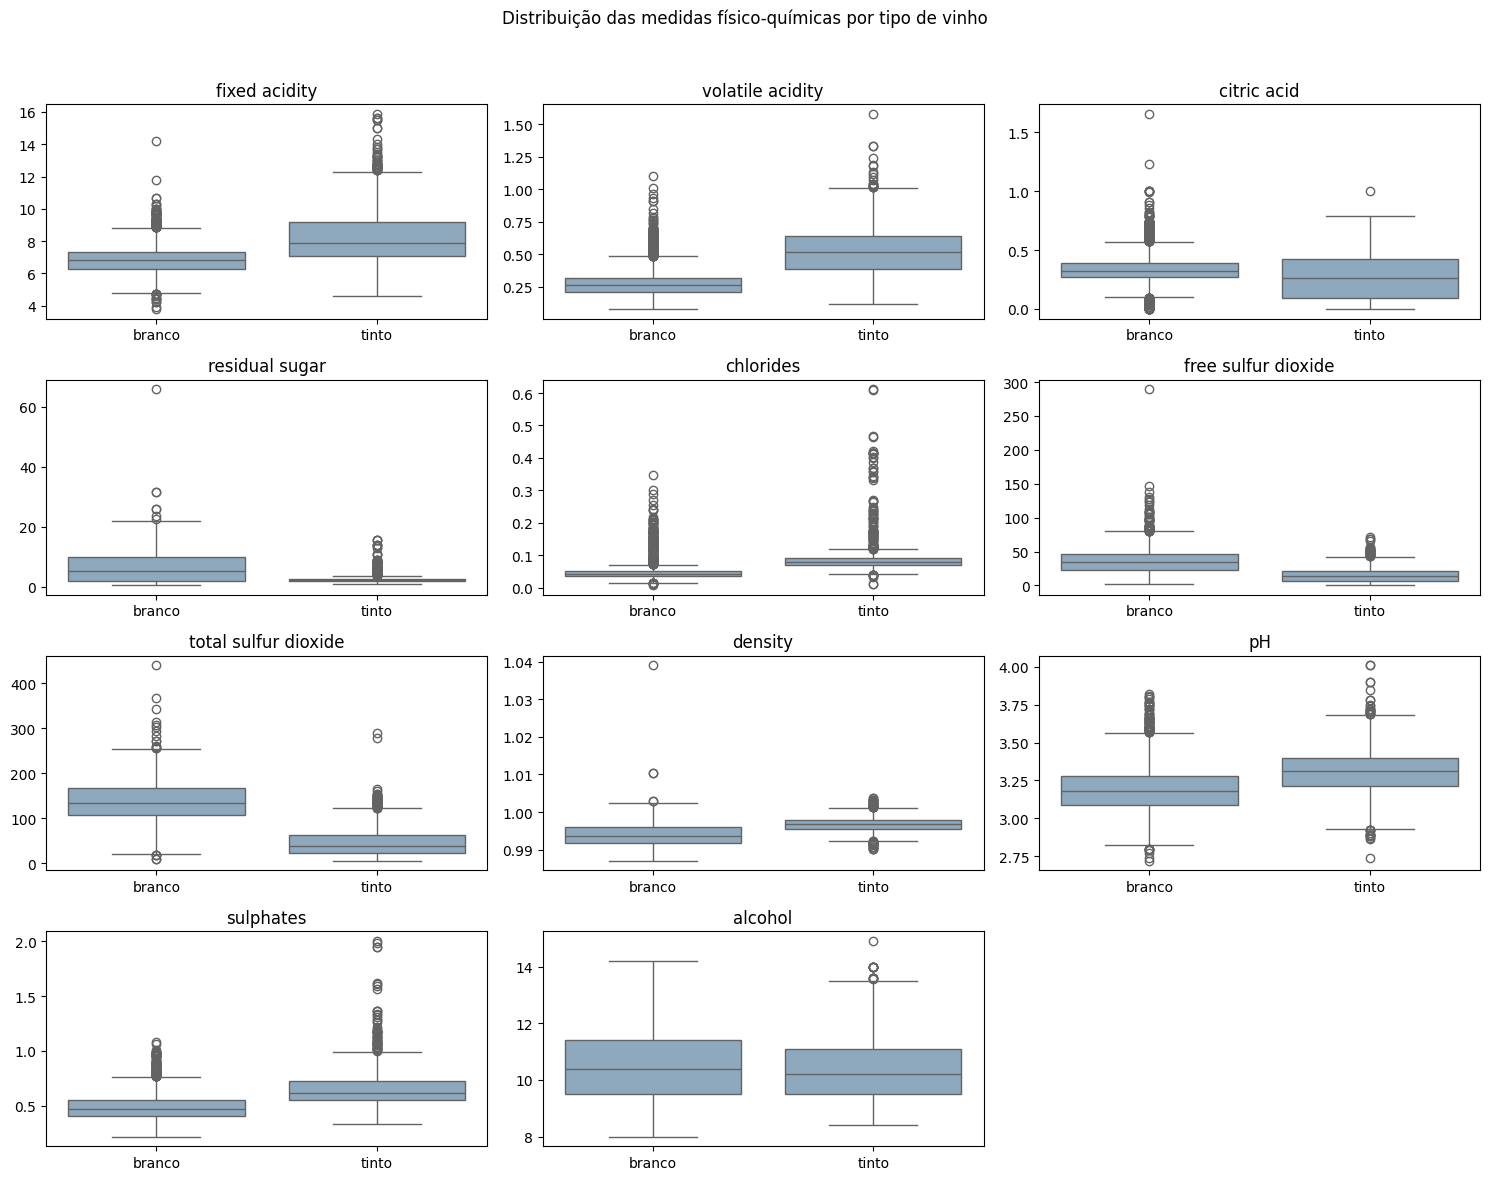 Distribuição das medidas físico-químicas por tipo de vinho
fixed acidity
16
14
12
10
8
6
4
branco
tinto
volatile acidity
1.50
1.25
1.00
0.75
0.50
0.25
branco
tinto
citric acid
1.5
1.0
0.5
0.0
branco
tinto
residual sugar
60
40
20
0
branco
tinto
chlorides
0.6
0.5
0.4
0.3
0.2
0.1
0.0
branco
tinto
free sulfur dioxide
300
250
200
150
100
50
0
branco
tinto
total sulfur dioxide
400
300
200
100
0
branco
tinto
density
1.04
1.03
1.02
1.01
1.00
0.99
branco
tinto
pH
4.00
3.75
3.50
3.25
3.00
2.75
branco
tinto
sulphates
2.0
1.5
1.0
0.5
branco
tinto
alcohol
14
12
10
8
branco
tinto